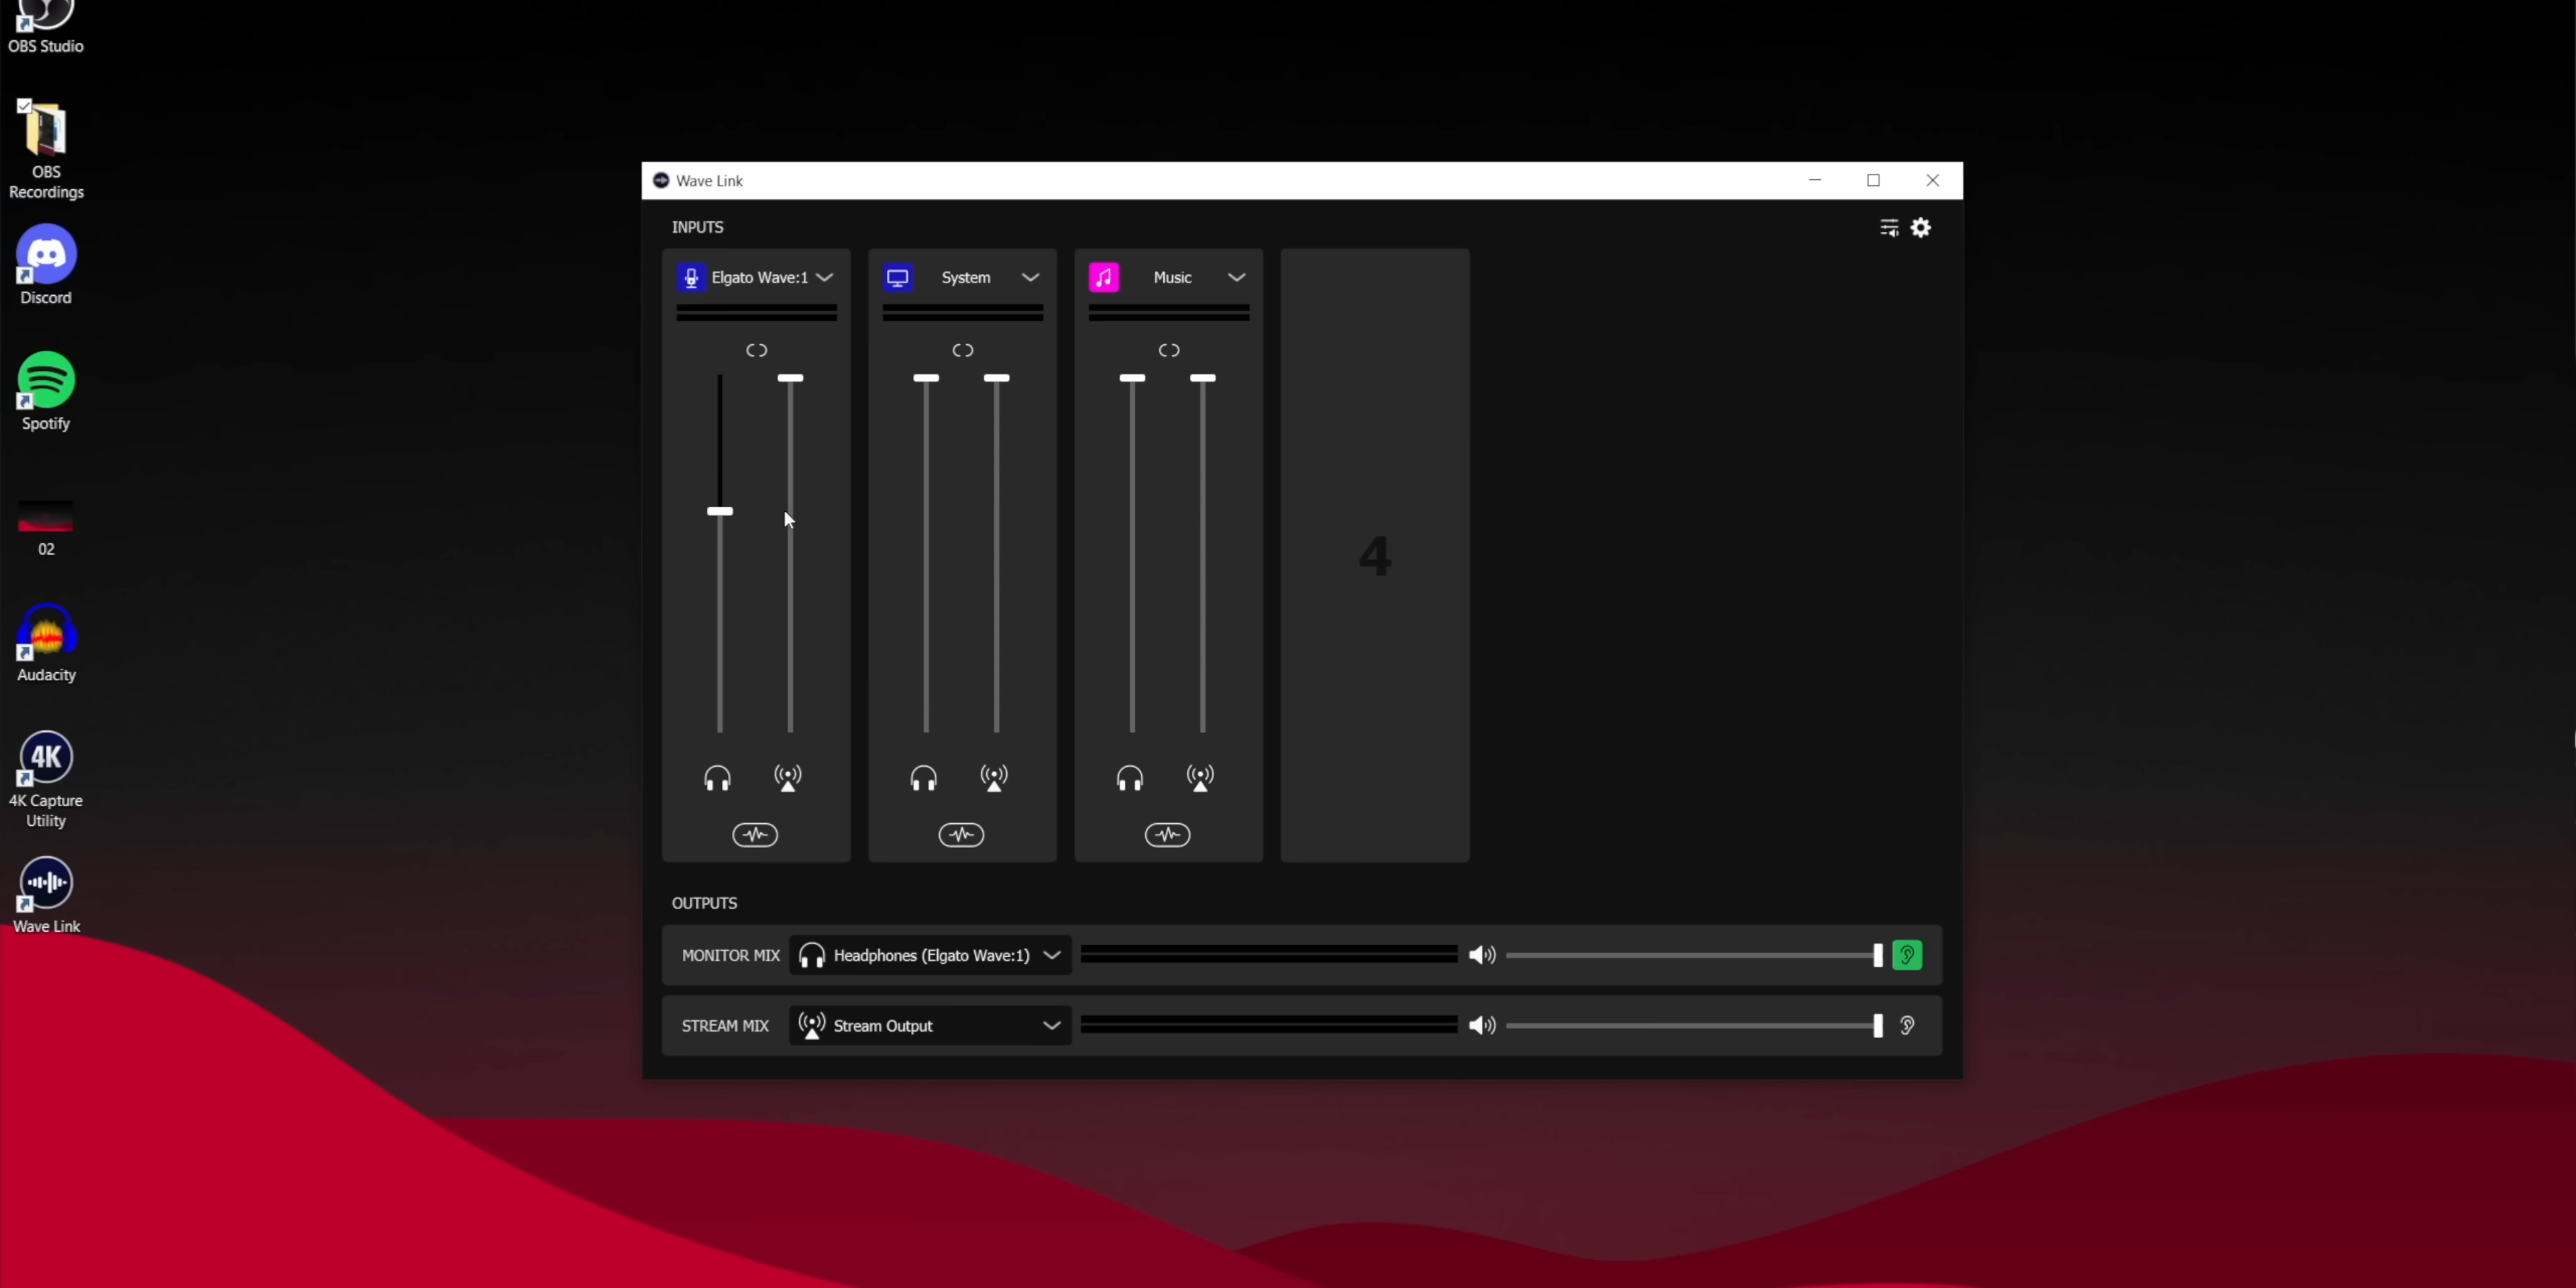 OBS Studio
OBS
Recordings
Discord
Spotify
02
Audacity
4K
4K Capture
Utility
Wave Link
Wave Link
INPUTS
Elgato Wave:1
System
Music
4
OUTPUTS
MONITOR MIX
Headphones (Elgato Wave:1)
STREAM MIX
Stream Output